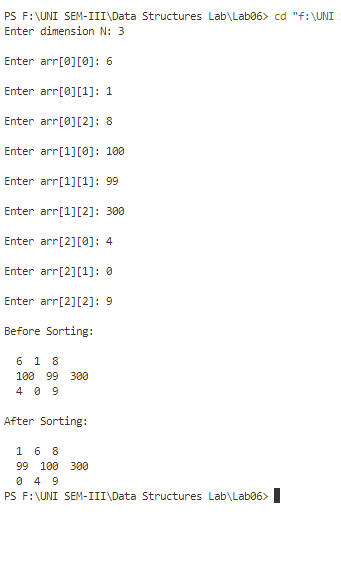 PS F:\UNI SEM-III\Data Structures Lab\Lab06> cd "f:\UNI
Enter dimension N: 3
Enter arr[0][0]: 6
Enter arr[0][1]: 1
Enter arr[0][2]: 8
Enter arr[1][0]: 100
Enter arr[1][1]: 99
Enter arr[1][2]: 300
Enter arr[2][0]: 4
Enter arr[2][1]: 0
Enter arr[2][2]: 9
Before Sorting:
6 1 8
100 99 300
4 0 9
After Sorting:
1 6 8
99 100 300
0 4 9
PS F:\UNI SEM-III\Data Structures Lab\Lab06>